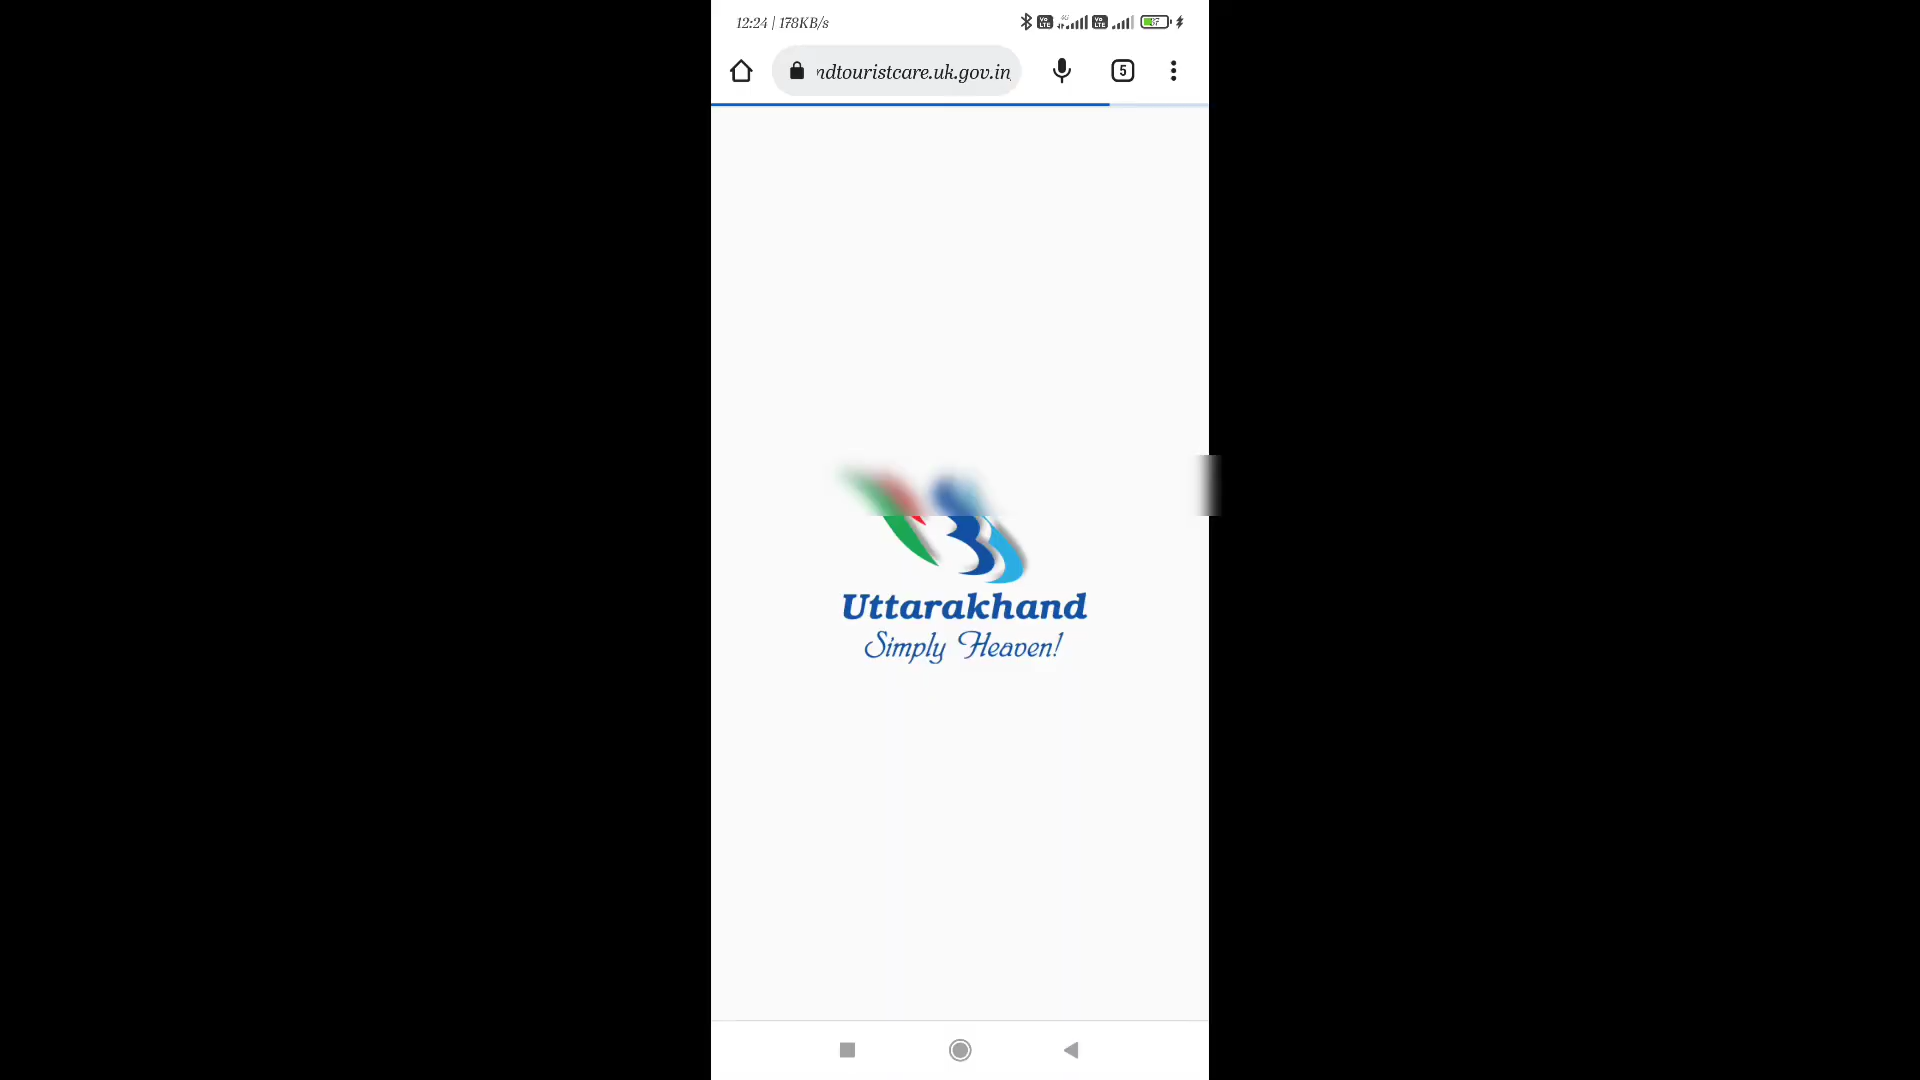 12:24 | 178KB/s
ndtouristcare.uk.gov.in
5
Uttarakhand
Simply Heaven!